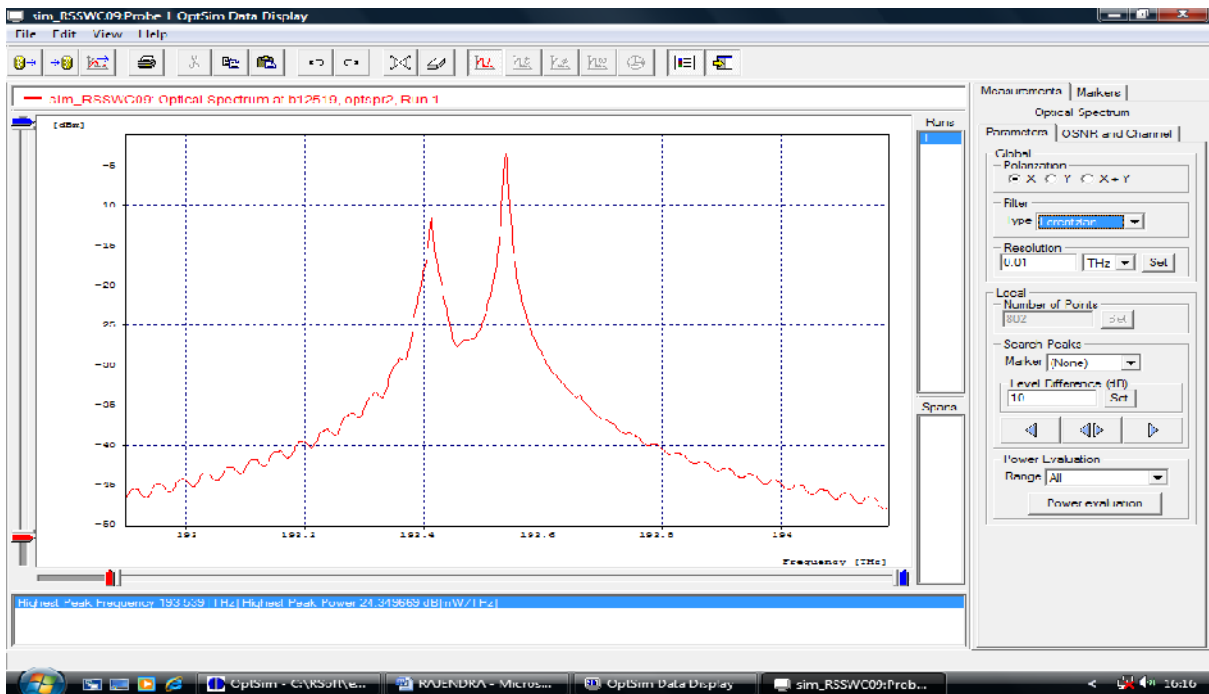 sim_RSSWC09:Probe 1 OptSim Data Display
File Edit View Help
sim_RSSWC09: Optical Spectrum at b12519, optspr2, Run 1
[dBm]
-5
10
-15
-20
25
-30
-35
-40
-45
-50
193
193.2
193.4
193.6
193.8
194
Frequency [THz]
Runs
1
Spans
Measurements Markers
Optical Spectrum
Parameters OSNR and Channel
Global
Polarization
X Y X+Y
Filter
Type Lorentzian
Resolution
0.01 THz Set
Local
Number of Points
802 Set
Search Peaks
Marker (None)
Level Difference (dB)
10 Set
Power Evaluation
Range All
Power evaluation
Highest Peak Frequency 193.539 [THz] Highest Peak Power 24.349669 dB[mW/THz]
OptSim - C:\RSoft\e...
RAJENDRA - Micros...
OptSim Data Display
sim_RSSWC09:Prob...
16:16